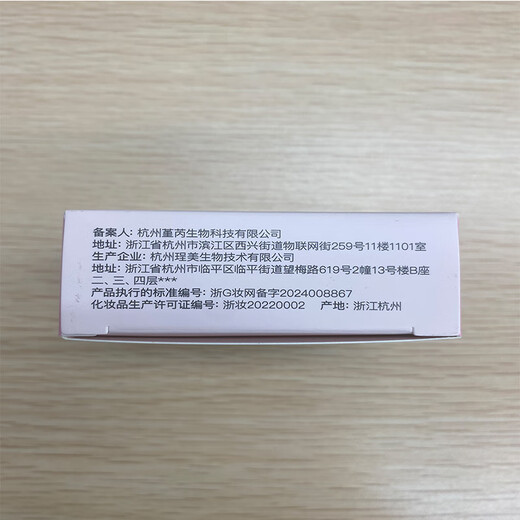 备案人: 杭州堇芮生物科技有限公司
地址: 浙江省杭州市滨江区西兴街道物联网街259号11楼1101室
生产企业: 杭州珵美生物技术有限公司
地址: 浙江省杭州市临平区临平街道望梅路619号2幢13号楼B座
二、三、四层***
产品执行的标准编号: 浙G妆网备字2024008867
化妆品生产许可证编号: 浙妆20220002 产地: 浙江杭州